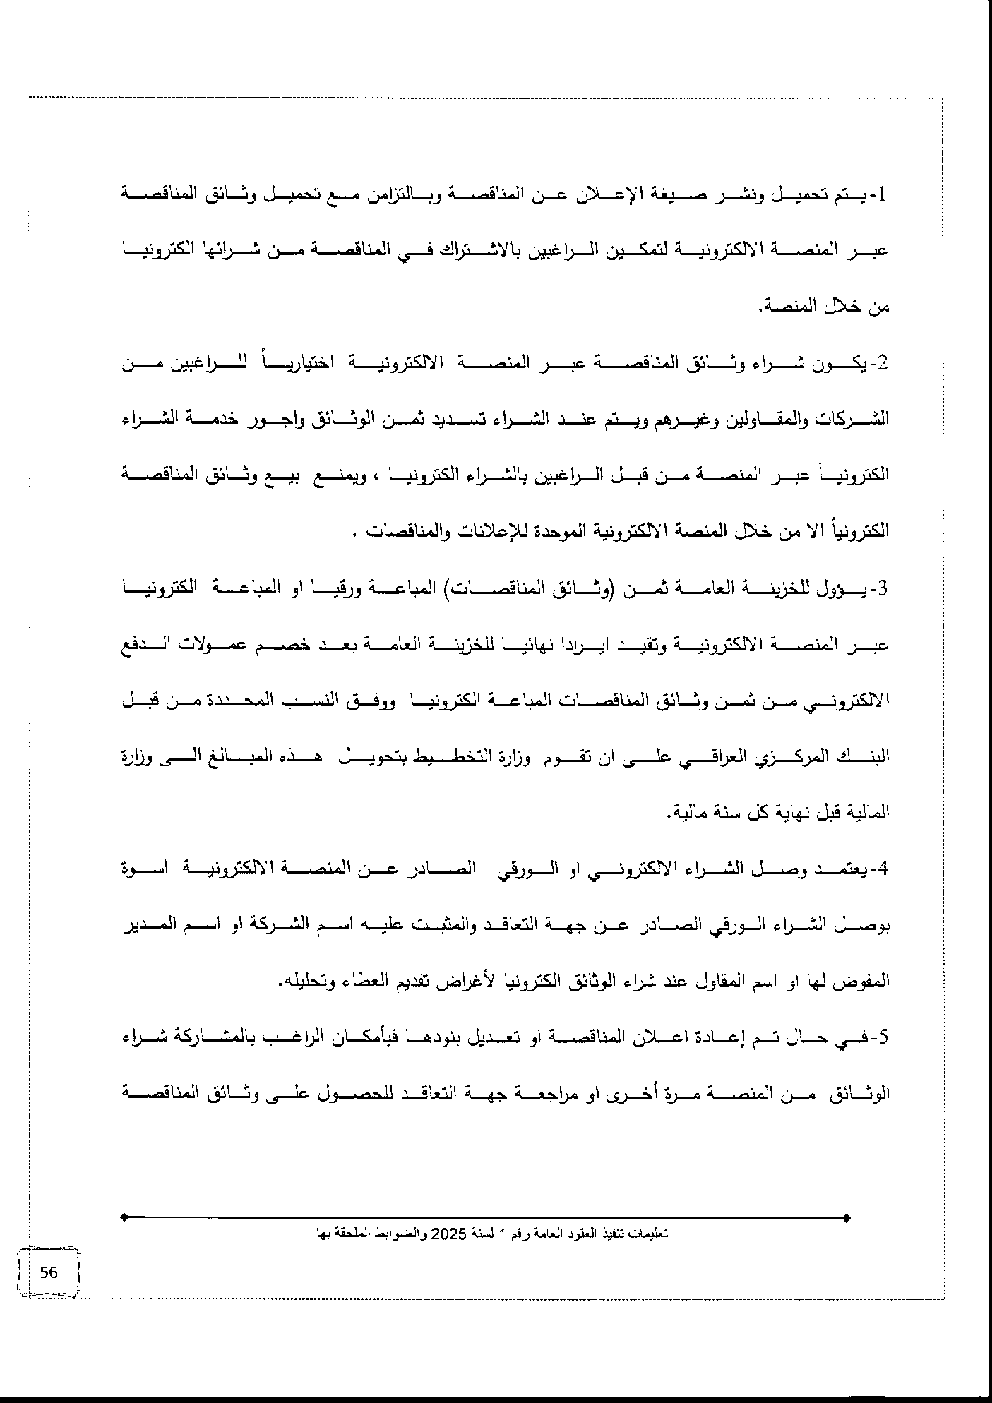 1-يتم تحميل ونشر صيغة الإعلان عن المناقصة وبالتزامن مع تحميل وثائق المناقصة
عبر المنصة الالكترونية لتمكين الراغبين بالاشتراك في المناقصة من شرائها الكترونيا
من خلال المنصة.
2-يكون شراء وثائق المناقصة عبر المنصة الالكترونية اختيارياً للراغبين من
الشركات والمقاولين وغيرهم ويتم عند الشراء تسديد ثمن الوثائق واجور خدمة الشراء
الكترونياً عبر المنصة من قبل الراغبين بالشراء الكترونيا ، ويمنع بيع وثائق المناقصة
الكترونياً الا من خلال المنصة الالكترونية الموحدة للإعلانات والمناقصات .
3-يؤول للخزينة العامة ثمن (وثائق المناقصات) المباعة ورقيا او المباعة الكترونيا
عبر المنصة الالكترونية وتقيد ايرادا نهائيا للخزينة العامة بعد خصم عمولات الدفع
الالكتروني من ثمن وثائق المناقصات المباعة الكترونيا ووفق النسب المحددة من قبل
البنك المركزي العراقي على ان تقوم وزارة التخطيط بتحويل هذه المبالغ الى وزارة
المالية قبل نهاية كل سنة مالية.
4-يعتمد وصل الشراء الالكتروني او الورقي الصادر عن المنصة الالكترونية اسوة
بوصل الشراء الورقي الصادر عن جهة التعاقد والمثبت عليه اسم الشركة او اسم المدير
المفوض لها او اسم المقاول عند شراء الوثائق الكترونيا لأغراض تقديم العطاء وتحليله.
5-في حال تم إعادة اعلان المناقصة او تعديل بنودها فبأمكان الراغب بالمشاركة شراء
الوثائق من المنصة مرة أخرى او مراجعة جهة التعاقد للحصول على وثائق المناقصة
تعليمات تنفيذ العقود العامة رقم لسنة 2025 والضوابط الملحقة بها
56